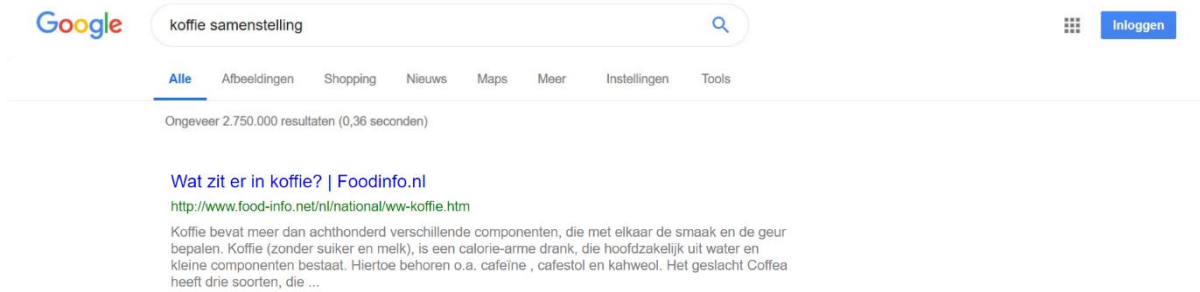 Google koffie samenstelling Inloggen
Alle Afbeeldingen Shopping Nieuws Maps Meer Instellingen Tools
Ongeveer 2.750.000 resultaten (0,36 seconden)
Wat zit er in koffie? | Foodinfo.nl
http://www.food-info.net/nl/national/ww-koffie.htm
Koffie bevat meer dan achthonderd verschillende componenten, die met elkaar de smaak en de geur
bepalen. Koffie (zonder suiker en melk), is een calorie-arme drank, die hoofdzakelijk uit water en
kleine componenten bestaat. Hiertoe behoren o.a. cafeïne , cafestol en kahweol. Het geslacht Coffea
heeft drie soorten, die ...